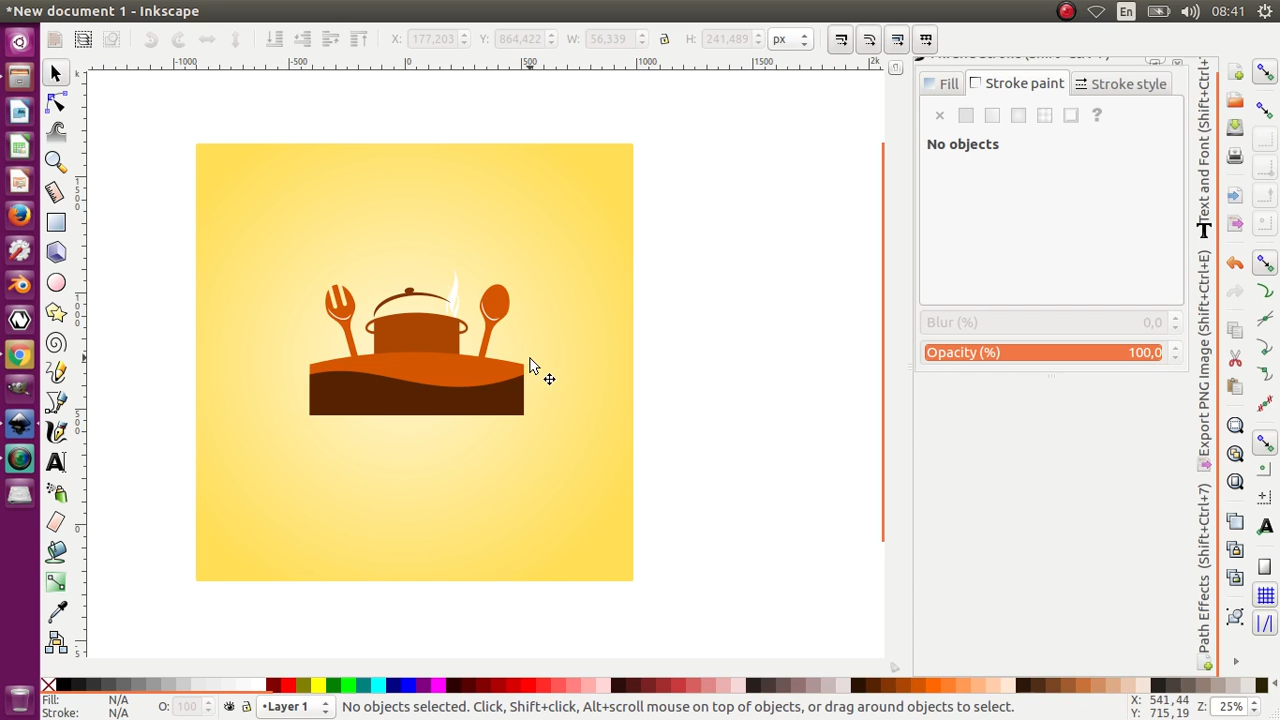 *New document 1 - Inkscape
En
08:41
X: 177,203
Y: 864,422
W: 56,339
H: 241,489
px
-1000
-500
0
500
1000
1500
2k
Fill
Stroke paint
Stroke style
?
No objects
Blur (%)
0,0
Opacity (%)
100,0
Text and Font (Shift+Ctrl+
Export PNG Image (Shift+Ctrl+E)
Path Effects (Shift+Ctrl+7)
Fill:
N/A
Stroke:
N/A
O: 100
•Layer 1
No objects selected. Click, Shift+click, Alt+scroll mouse on top of objects, or drag around objects to select.
X: 541,44
Y: 715,19
Z: 25%